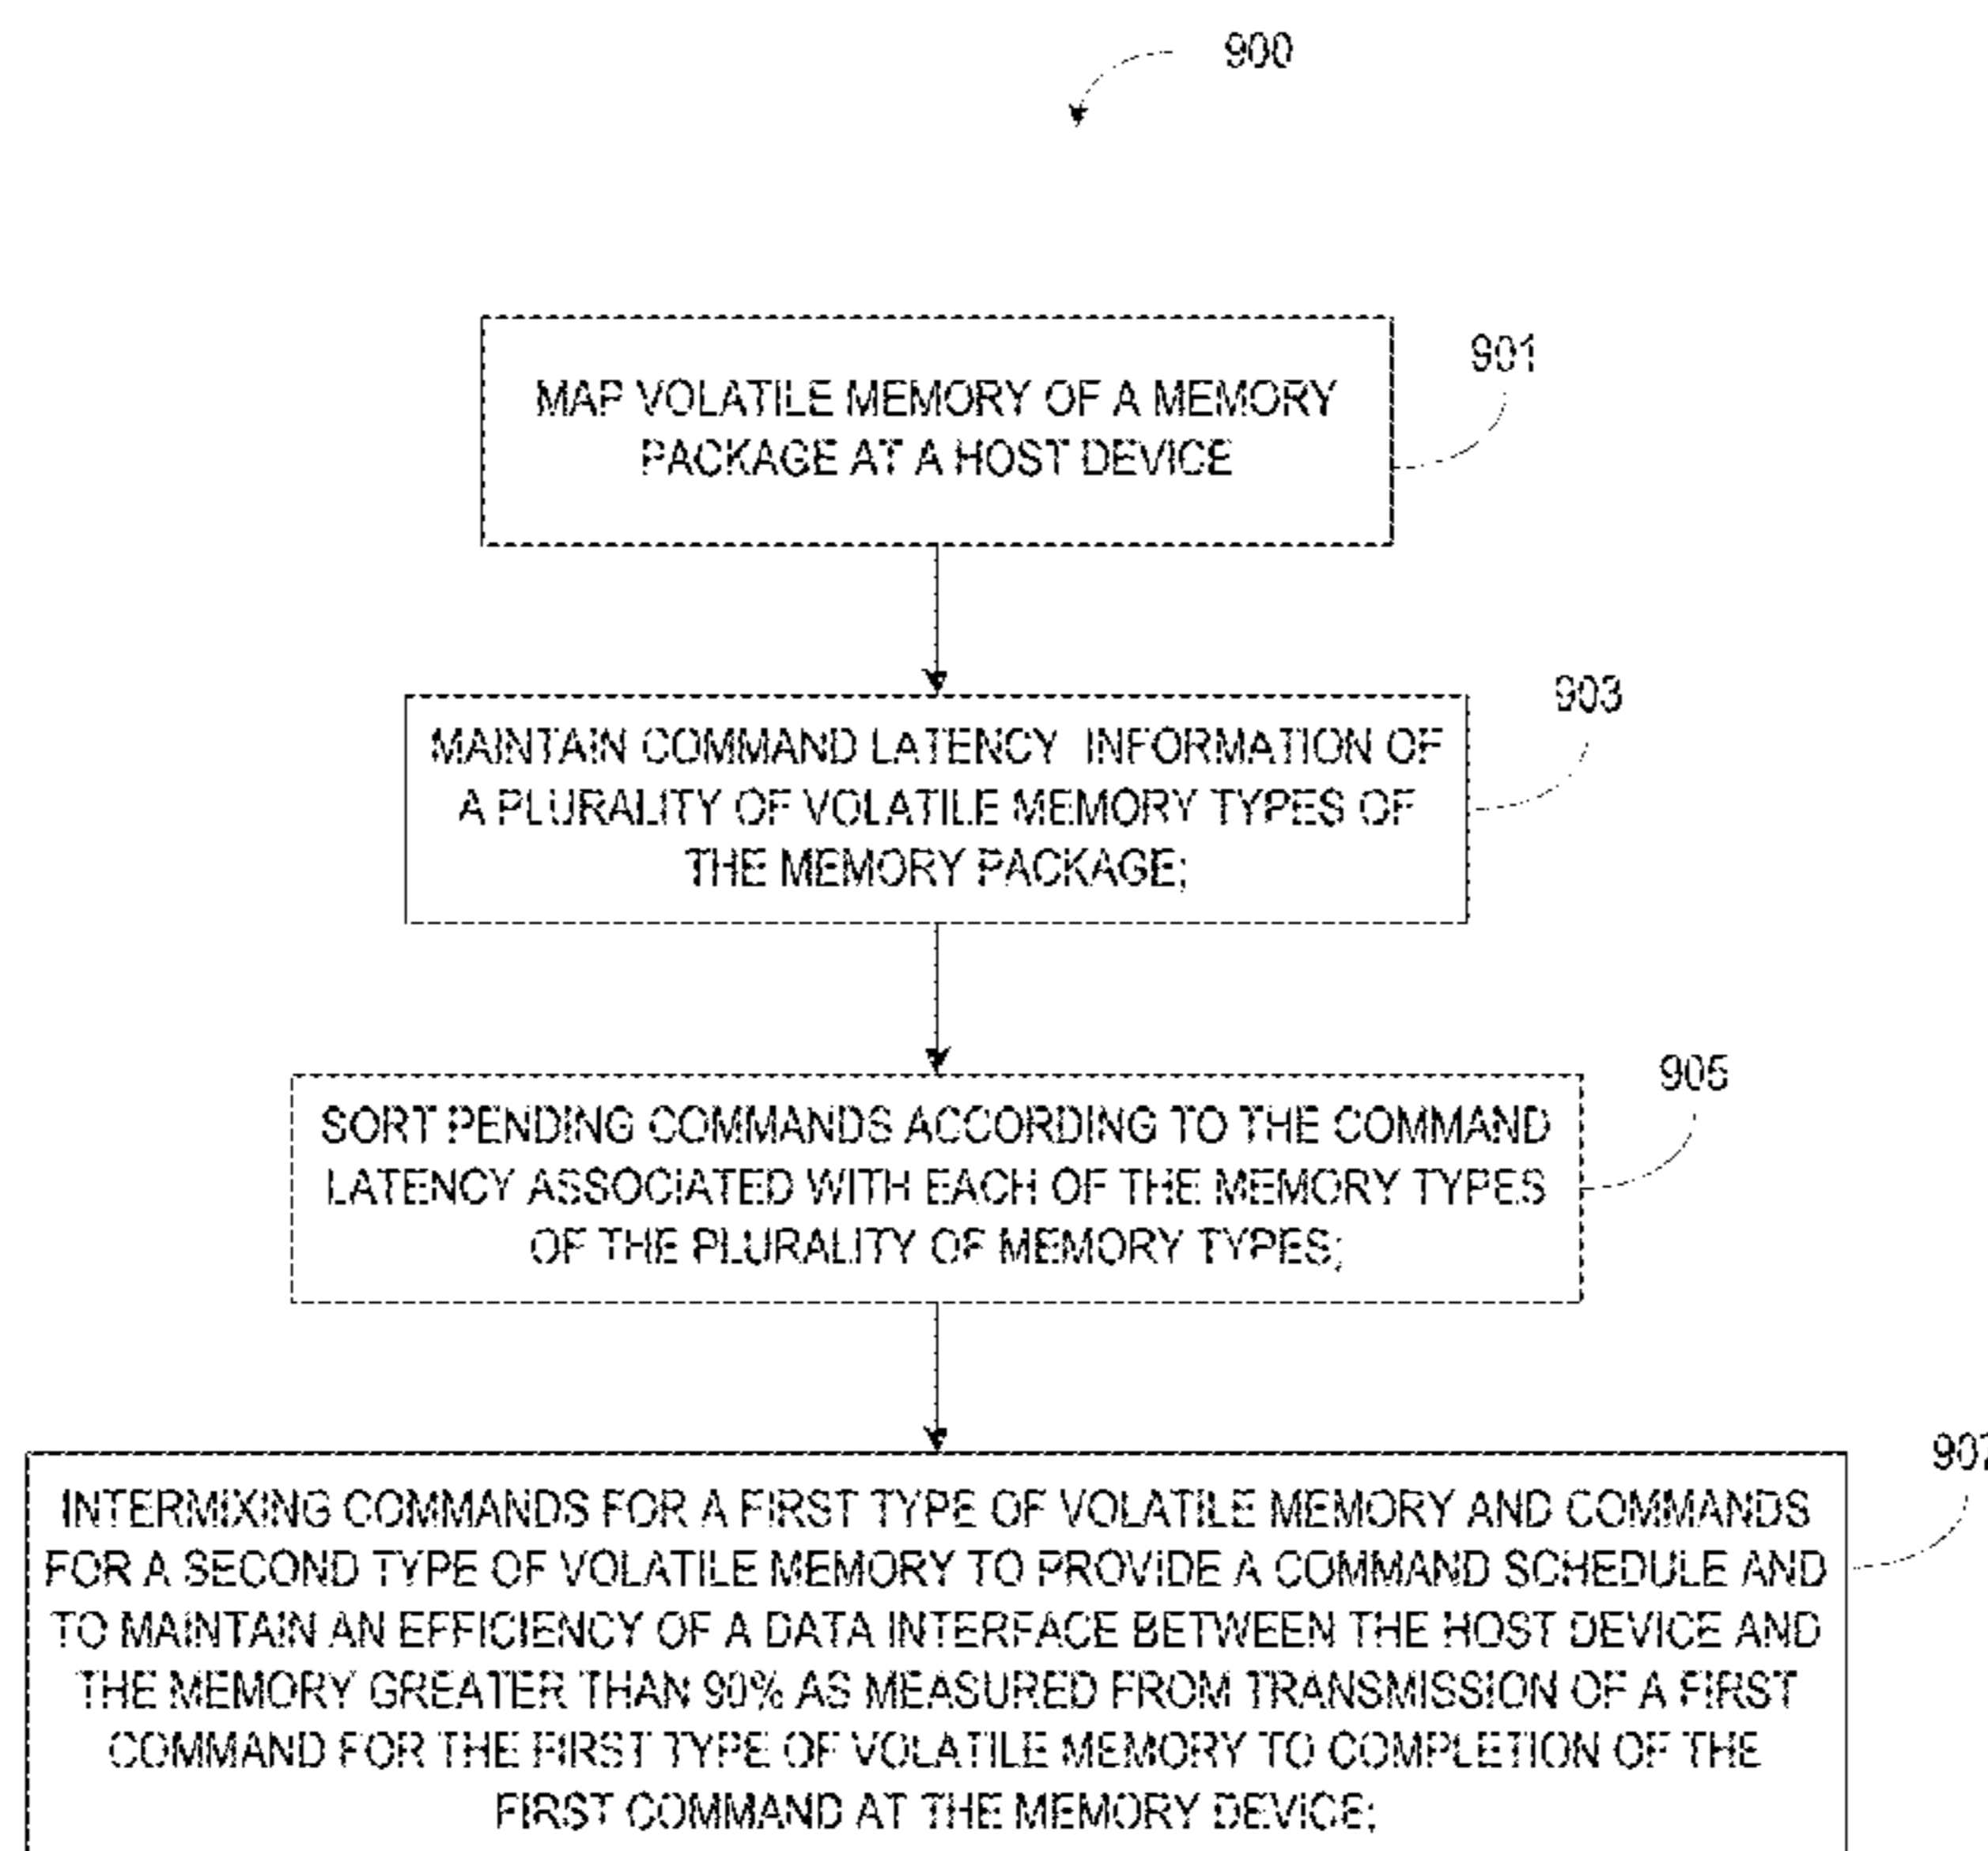 900
901
MAP VOLATILE MEMORY OF A MEMORY
PACKAGE AT A HOST DEVICE
903
MAINTAIN COMMAND LATENCY INFORMATION OF
A PLURALITY OF VOLATILE MEMORY TYPES OF
THE MEMORY PACKAGE;
905
SORT PENDING COMMANDS ACCORDING TO THE COMMAND
LATENCY ASSOCIATED WITH EACH OF THE MEMORY TYPES
OF THE PLURALITY OF MEMORY TYPES;
INTERMIXING COMMANDS FOR A FIRST TYPE OF VOLATILE MEMORY AND COMMANDS
FOR A SECOND TYPE OF VOLATILE MEMORY TO PROVIDE A COMMAND SCHEDULE AND
TO MAINTAIN AN EFFICIENCY OF A DATA INTERFACE BETWEEN THE HOST DEVICE AND
THE MEMORY GREATER THAN 90% AS MEASURED FROM TRANSMISSION OF A FIRST
COMMAND FOR THE FIRST TYPE OF VOLATILE MEMORY TO COMPLETION OF THE
FIRST COMMAND AT THE MEMORY DEVICE;